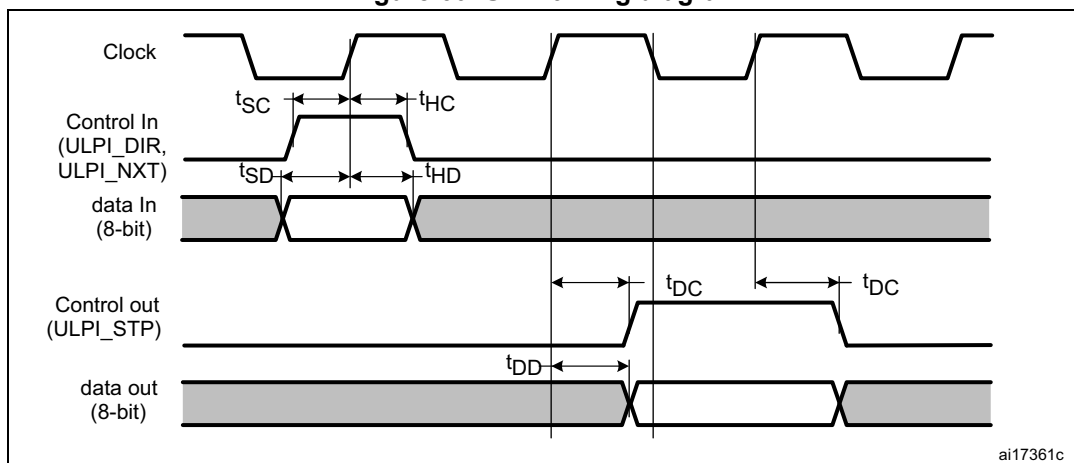 Clock
tSC
tHC
Control In
(ULPI_DIR,
ULPI_NXT)
tSD
tHD
data In
(8-bit)
tDC
tDC
Control out
(ULPI_STP)
tDD
data out
(8-bit)
ai17361c